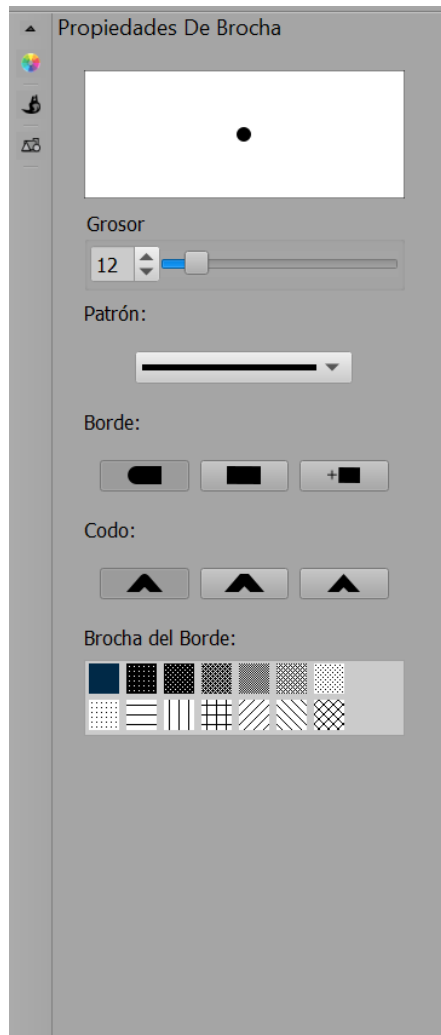 Propiedades De Brocha
Grosor
12
Patrón:
Borde:
Codo:
Brocha del Borde: